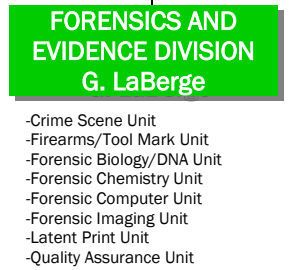 FORENSICS AND
EVIDENCE DIVISION
G. LaBerge
-Crime Scene Unit
-Firearms/Tool Mark Unit
-Forensic Biology/DNA Unit
-Forensic Chemistry Unit
-Forensic Computer Unit
-Forensic Imaging Unit
-Latent Print Unit
-Quality Assurance Unit